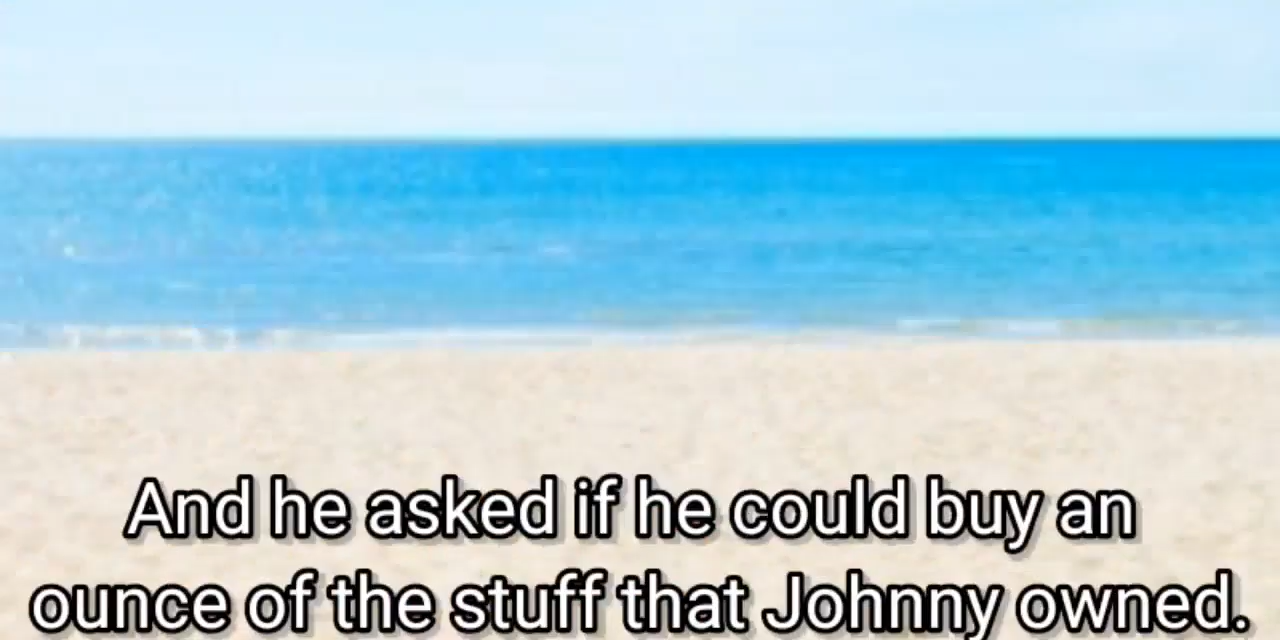 And he asked if he could buy an
ounce of the stuff that Johnny owned.